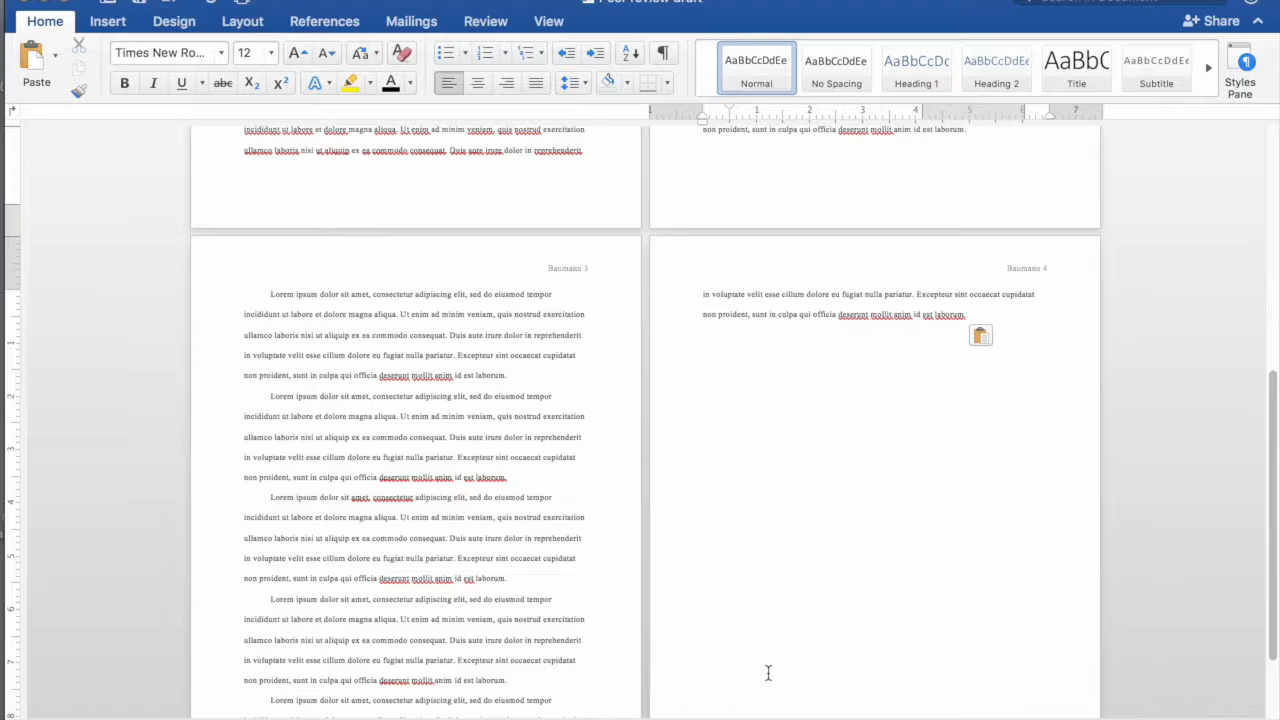 Home Insert Design Layout References Mailings Review View Share
Paste
Times New Ro... 12
AaBbCcDdEe AaBbCcDdEe AaBbCcDc AaBbCcDdEe AaBbC AaBbCcDdEe
Normal No Spacing Heading 1 Heading 2 Title Subtitle
Styles
Pane
1 2 3 4 5 6 7
incididunt ut labore et dolore magna aliqua. Ut enim ad minim veniam, quis nostrud exercitation
ullamco laboris nisi ut aliquip ex ea commodo consequat. Duis aute irure dolor in reprehenderit
non proident, sunt in culpa qui officia deserunt mollit anim id est laborum.
Baumann 3
Lorem ipsum dolor sit amet, consectetur adipiscing elit, sed do eiusmod tempor
incididunt ut labore et dolore magna aliqua. Ut enim ad minim veniam, quis nostrud exercitation
ullamco laboris nisi ut aliquip ex ea commodo consequat. Duis aute irure dolor in reprehenderit
in voluptate velit esse cillum dolore eu fugiat nulla pariatur. Excepteur sint occaecat cupidatat
non proident, sunt in culpa qui officia deserunt mollit anim id est laborum.
Lorem ipsum dolor sit amet, consectetur adipiscing elit, sed do eiusmod tempor
incididunt ut labore et dolore magna aliqua. Ut enim ad minim veniam, quis nostrud exercitation
ullamco laboris nisi ut aliquip ex ea commodo consequat. Duis aute irure dolor in reprehenderit
in voluptate velit esse cillum dolore eu fugiat nulla pariatur. Excepteur sint occaecat cupidatat
non proident, sunt in culpa qui officia deserunt mollit anim id est laborum.
Lorem ipsum dolor sit amet, consectetur adipiscing elit, sed do eiusmod tempor
incididunt ut labore et dolore magna aliqua. Ut enim ad minim veniam, quis nostrud exercitation
ullamco laboris nisi ut aliquip ex ea commodo consequat. Duis aute irure dolor in reprehenderit
in voluptate velit esse cillum dolore eu fugiat nulla pariatur. Excepteur sint occaecat cupidatat
non proident, sunt in culpa qui officia deserunt mollit anim id est laborum.
Lorem ipsum dolor sit amet, consectetur adipiscing elit, sed do eiusmod tempor
incididunt ut labore et dolore magna aliqua. Ut enim ad minim veniam, quis nostrud exercitation
ullamco laboris nisi ut aliquip ex ea commodo consequat. Duis aute irure dolor in reprehenderit
in voluptate velit esse cillum dolore eu fugiat nulla pariatur. Excepteur sint occaecat cupidatat
non proident, sunt in culpa qui officia deserunt mollit anim id est laborum.
Lorem ipsum dolor sit amet, consectetur adipiscing elit, sed do eiusmod tempor
Baumann 4
in voluptate velit esse cillum dolore eu fugiat nulla pariatur. Excepteur sint occaecat cupidatat
non proident, sunt in culpa qui officia deserunt mollit anim id est laborum.